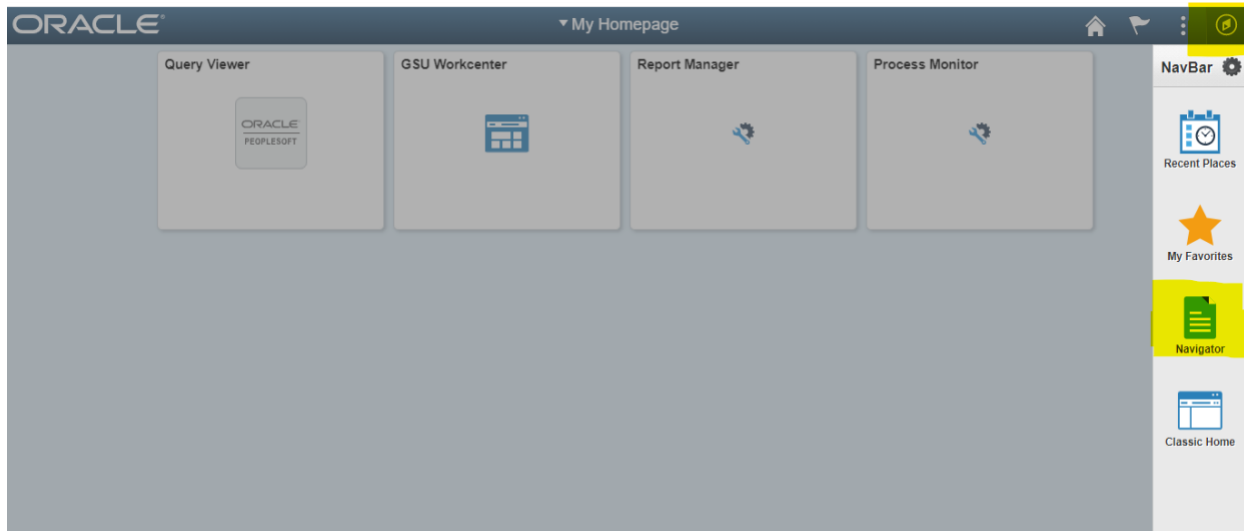 ORACLE
My Homepage
Query Viewer
GSU Workcenter
Report Manager
Process Monitor
ORACLE
PEOPLESOFT
NavBar
Recent Places
My Favorites
Navigator
Classic Home